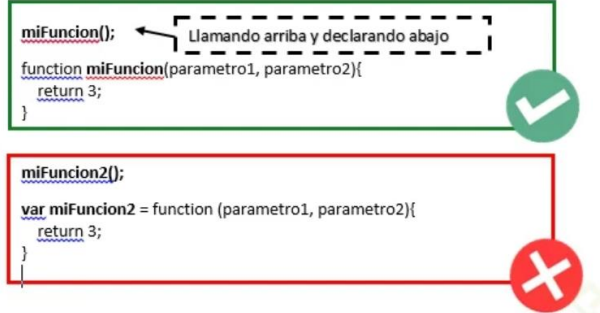 miFuncion();
Llamando arriba y declarando abajo
function miFuncion(parametro1, parametro2){
return 3;
}
miFuncion2();
var miFuncion2 = function (parametro1, parametro2){
return 3;
}